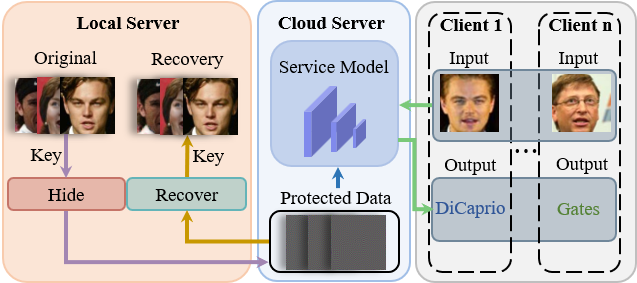 Local Server
Original
Recovery
Key
Key
Hide
Recover
Cloud Server
Service Model
Protected Data
Client 1
Client n
Input
Input
...
Output
Output
DiCaprio
Gates